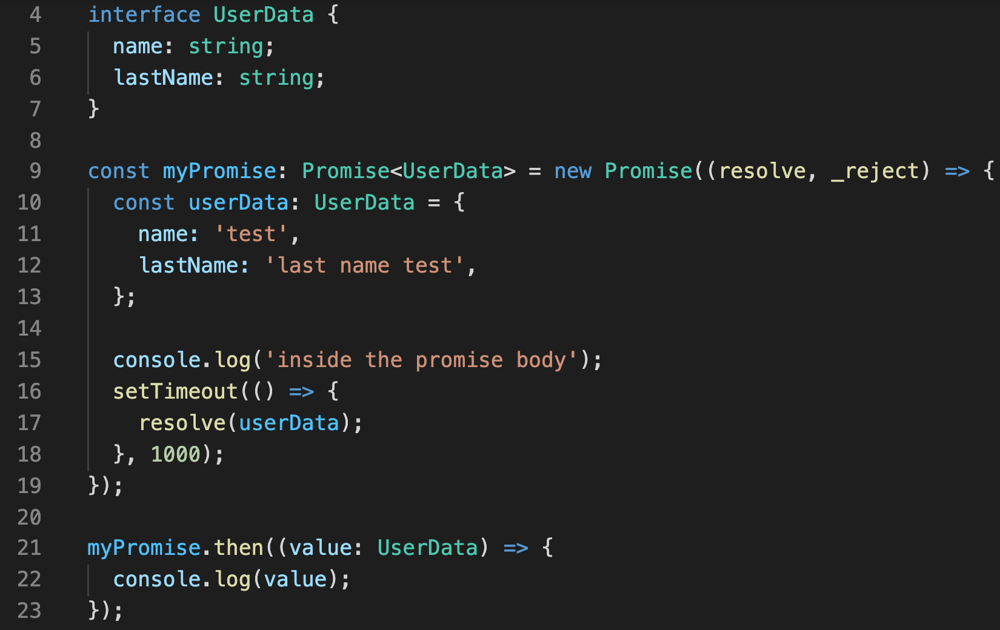 4 interface UserData {
5 name: string;
6 lastName: string;
7 }
8
9 const myPromise: Promise<UserData> = new Promise((resolve, _reject) => {
10 const userData: UserData = {
11 name: 'test',
12 lastName: 'last name test',
13 };
14
15 console.log('inside the promise body');
16 setTimeout(() => {
17 resolve(userData);
18 }, 1000);
19 });
20
21 myPromise.then((value: UserData) => {
22 console.log(value);
23 });